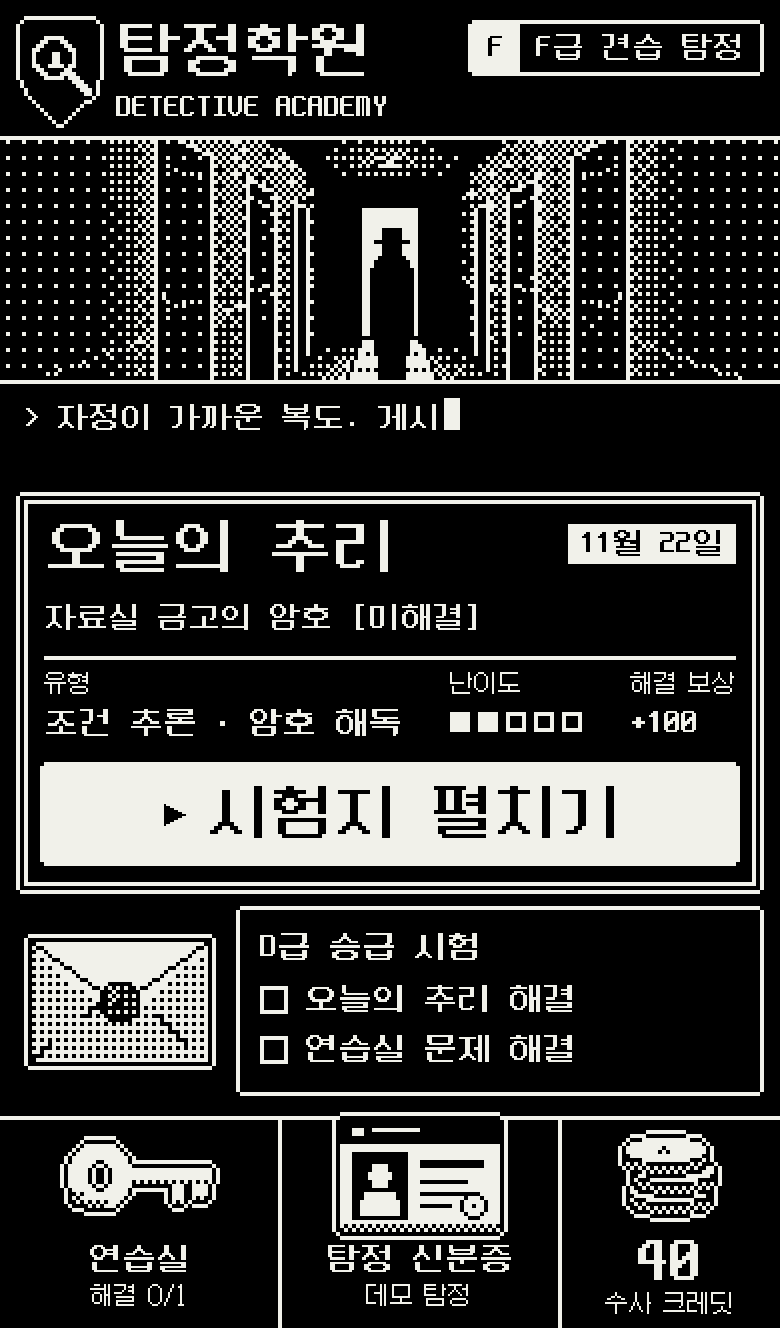 탐정학원
DETECTIVE ACADEMY
F F급 견습 탐정
> 자정이 가까운 복도. 게시
오늘의 추리
11월 22일
자료실 금고의 암호 [미해결]
유형 난이도 해결 보상
조건 추론 · 암호 해독 +100
▶ 시험지 펼치기
D급 승급 시험
오늘의 추리 해결
연습실 문제 해결
연습실 탐정 신분증 40
해결 0/1 데모 탐정 수사 크레딧